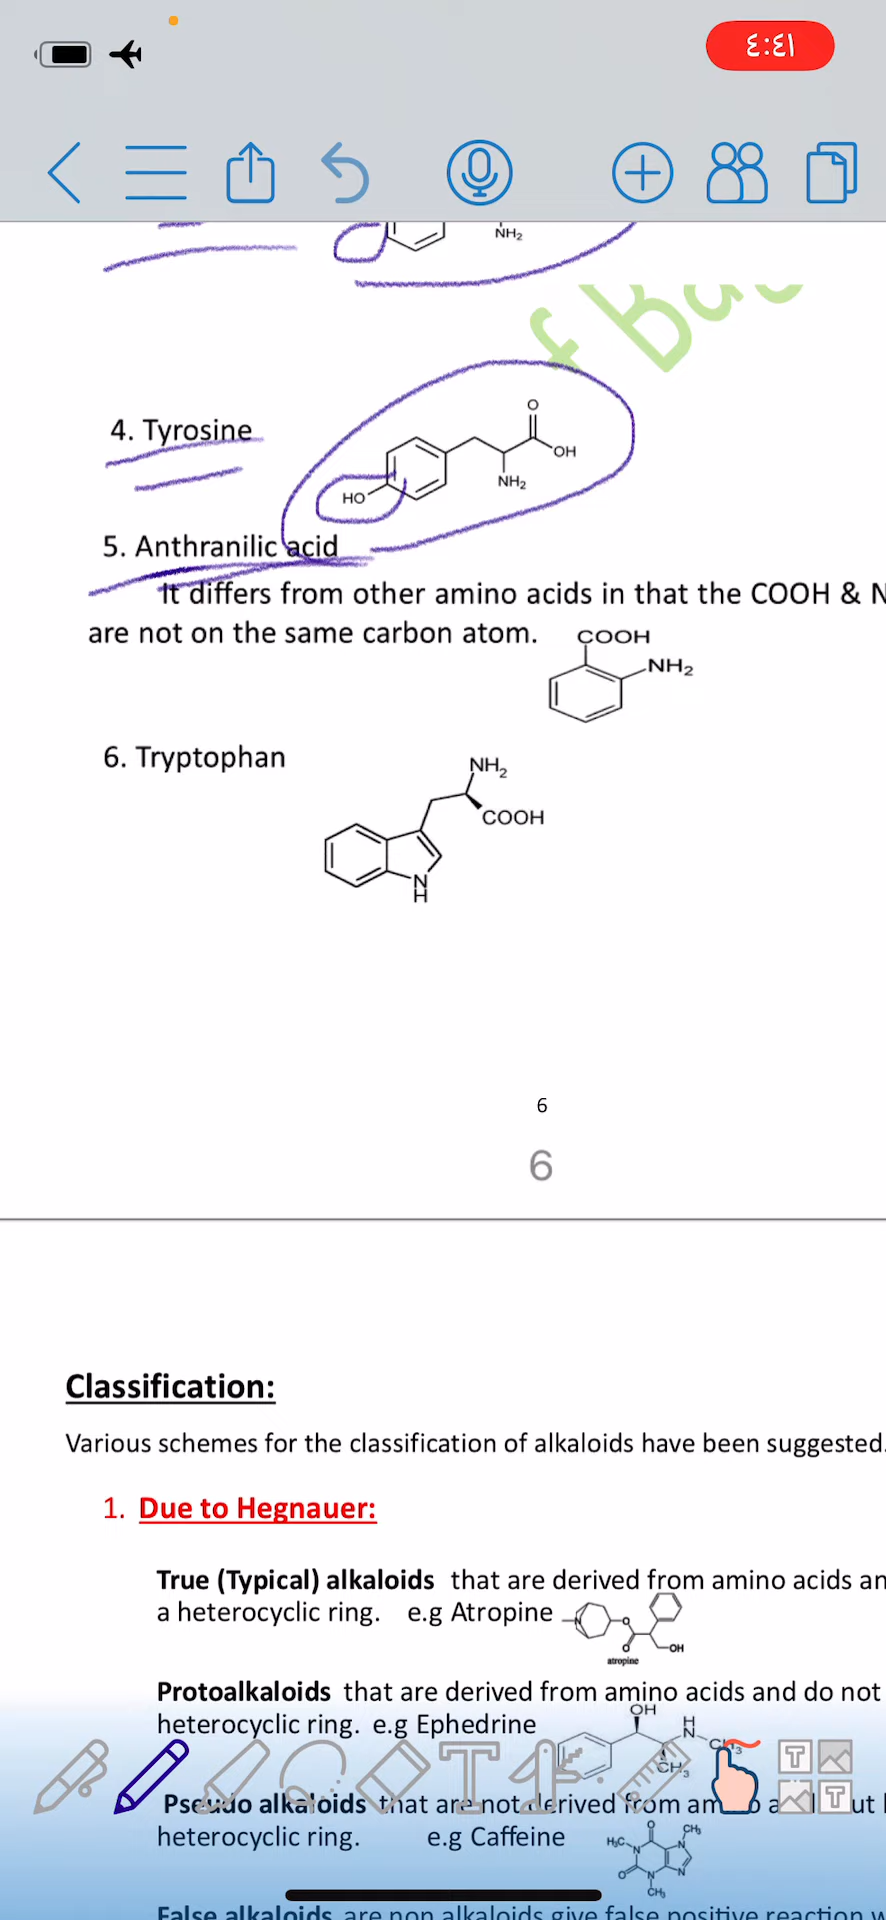 ٤:٤١
NH₂
f Bu
4. Tyrosine
O
OH
NH₂
HO
5. Anthranilic acid
It differs from other amino acids in that the COOH & N
are not on the same carbon atom.
COOH
NH₂
6. Tryptophan
NH₂
COOH
N
H
6
6
Classification:
Various schemes for the classification of alkaloids have been suggested.
1. Due to Hegnauer:
True (Typical) alkaloids that are derived from amino acids an
a heterocyclic ring. e.g Atropine
N
O
O
OH
atropine
Protoalkaloids that are derived from amino acids and do not
heterocyclic ring. e.g Ephedrine
OH
H
N
CH₃
CH₃
Pseudo alkaloids that are not derived from am
heterocyclic ring. e.g Caffeine
O
CH₃
H₃C
N
N
O
N
N
CH₃
False alkaloids are non alkaloids give false positive reaction w